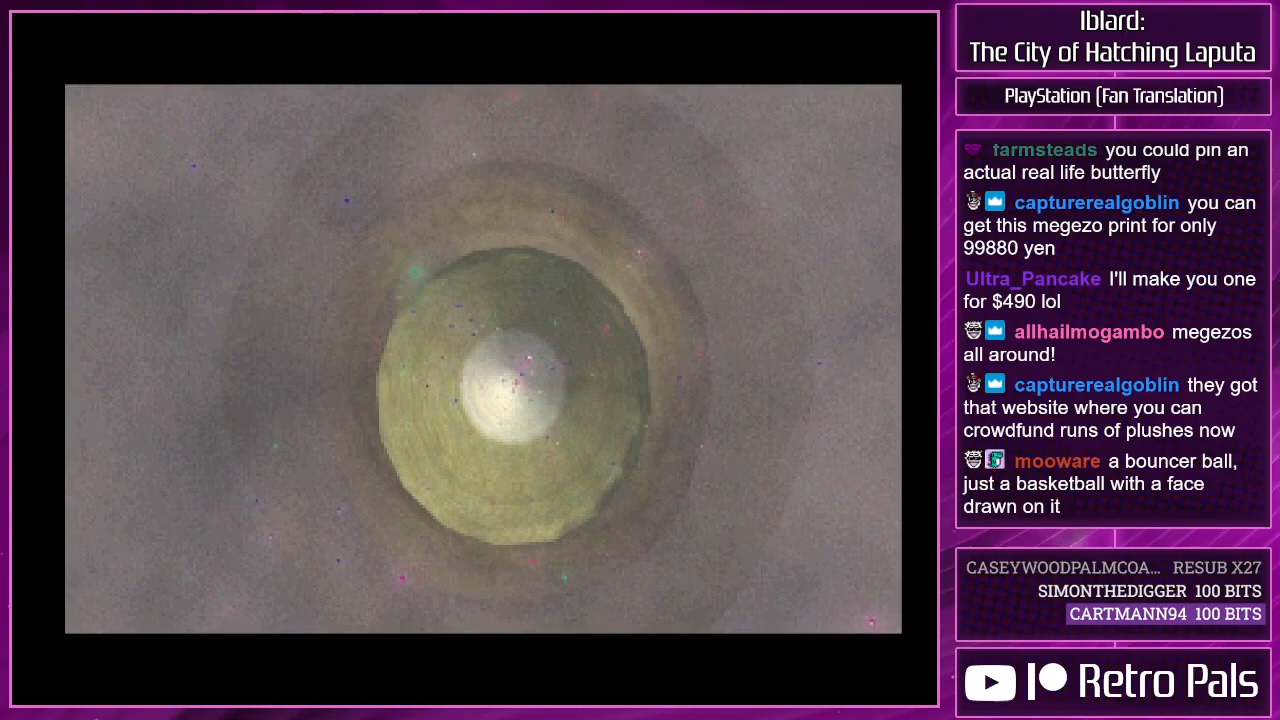 Iblard:
The City of Hatching Laputa
PlayStation (Fan Translation)
farmsteads you could pin an
actual real life butterfly
capturerealgoblin you can
get this megezo print for only
99880 yen
Ultra_Pancake I'll make you one
for $490 lol
allhailmogambo megezos
all around!
capturerealgoblin they got
that website where you can
crowdfund runs of plushes now
mooware a bouncer ball,
just a basketball with a face
drawn on it
CASEYWOODPALMCOA... RESUB X27
SIMONTHEDIGGER 100 BITS
CARTMANN94 100 BITS
Retro Pals